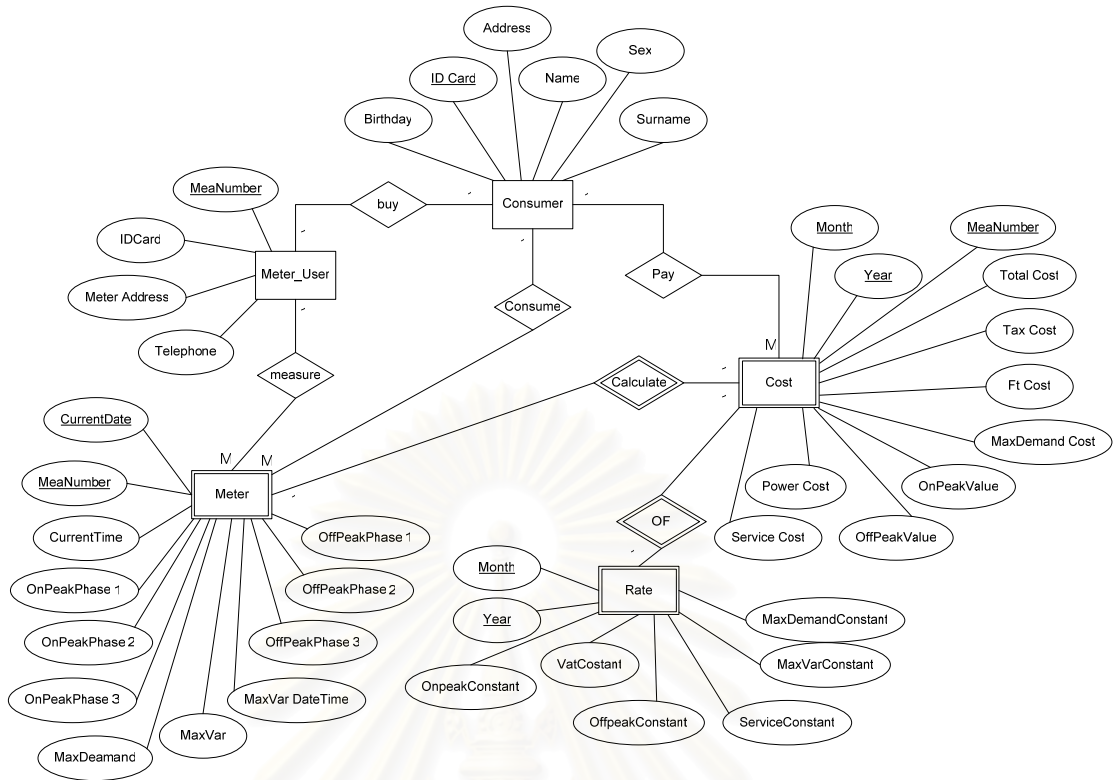 Address
Sex
ID Card
Name
Birthday
Surname
MeaNumber
buy
Consumer
IDCard
Month
MeaNumber
Meter_User
Pay
Year
Total Cost
Meter Address
Consume
Tax Cost
Telephone
M
measure
Calculate
Cost
Ft Cost
CurrentDate
MaxDemand Cost
M
M
MeaNumber
Meter
Power Cost
OnPeakValue
CurrentTime
OffPeakPhase 1
OF
Service Cost
OffPeakValue
OnPeakPhase 1
OffPeakPhase 2
Month
Rate
OnPeakPhase 2
OffPeakPhase 3
Year
MaxDemandConstant
VatCostant
MaxVarConstant
OnPeakPhase 3
MaxVar DateTime
OnpeakConstant
MaxVar
OffpeakConstant
ServiceConstant
MaxDeamand